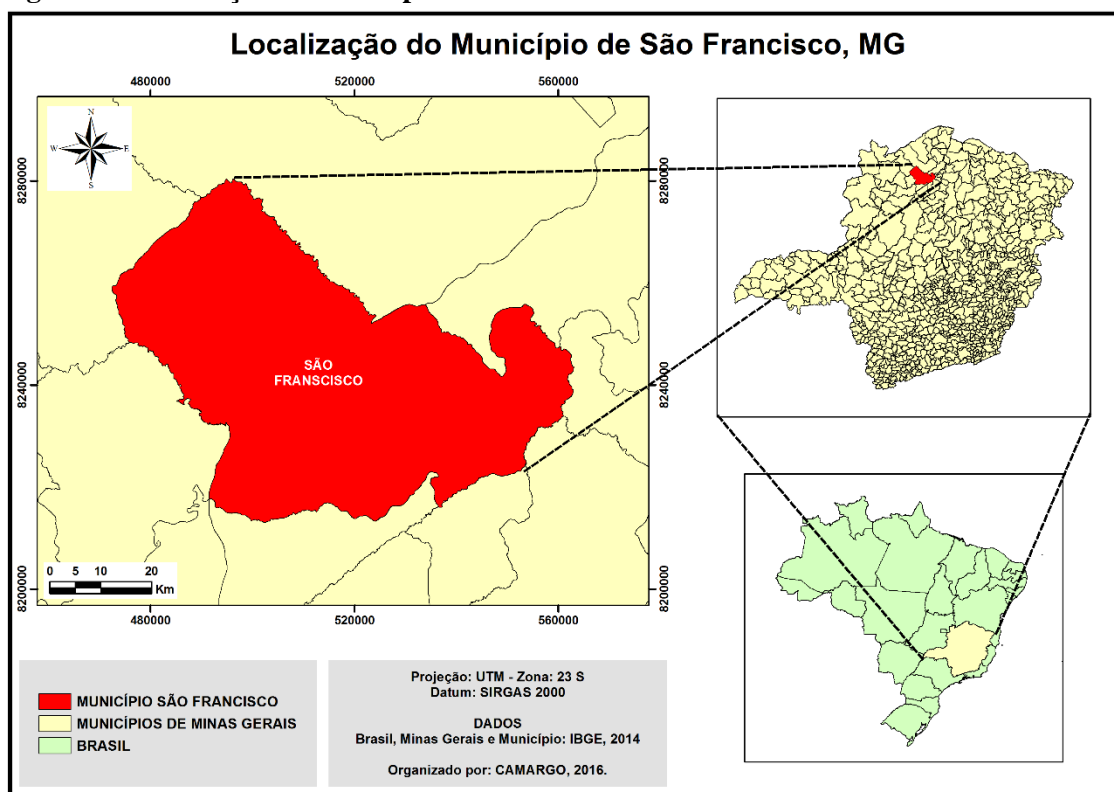 Localização do Município de São Francisco, MG
480000
520000
560000
N
W
E
S
8280000
8280000
SÃO
FRANSCISCO
8240000
8240000
0 5 10 20
Km
8200000
8200000
480000
520000
560000
MUNICÍPIO SÃO FRANCISCO
MUNICÍPIOS DE MINAS GERAIS
BRASIL
Projeção: UTM - Zona: 23 S
Datum: SIRGAS 2000
DADOS
Brasil, Minas Gerais e Município: IBGE, 2014
Organizado por: CAMARGO, 2016.